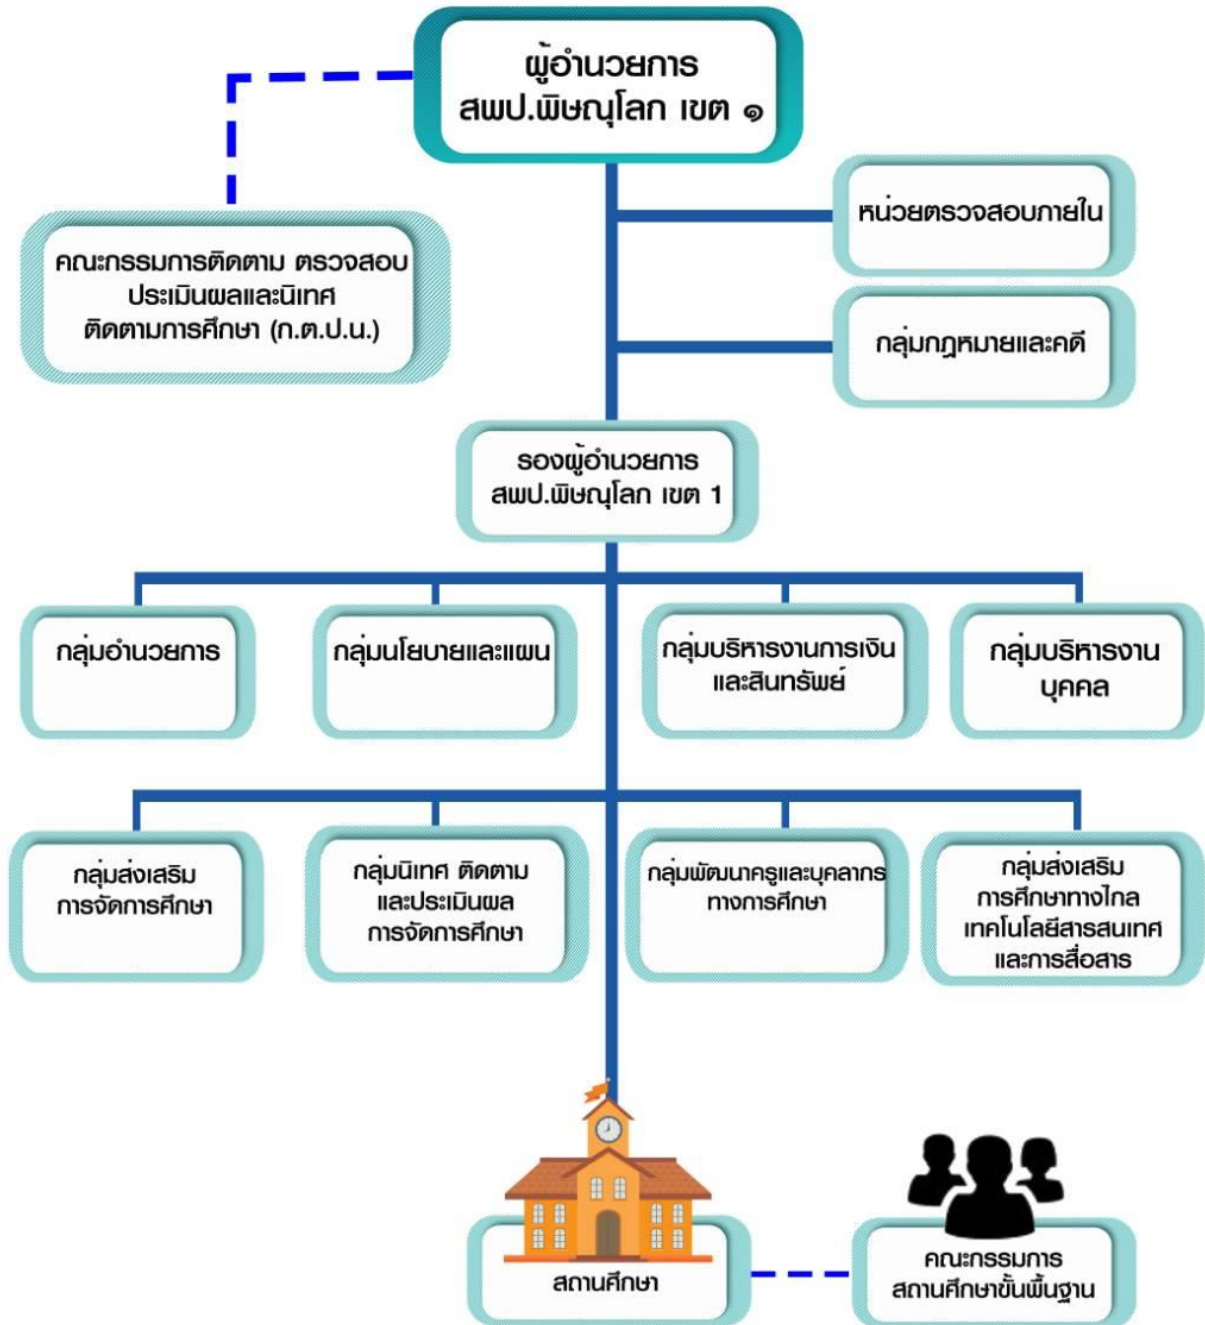 ผู้อำนวยการ
สพป.พิษณุโลก เขต ๑
หน่วยตรวจสอบภายใน
คณะกรรมการติดตาม ตรวจสอบ
ประเมินผลและนิเทศ
ติดตามการศึกษา (ก.ต.ป.น.)
กลุ่มกฎหมายและคดี
รองผู้อำนวยการ
สพป.พิษณุโลก เขต 1
กลุ่มอำนวยการ
กลุ่มนโยบายและแผน
กลุ่มบริหารงานการเงิน
และสินทรัพย์
กลุ่มบริหารงาน
บุคคล
กลุ่มส่งเสริม
การจัดการศึกษา
กลุ่มนิเทศ ติดตาม
และประเมินผล
การจัดการศึกษา
กลุ่มพัฒนาครูและบุคลากร
ทางการศึกษา
กลุ่มส่งเสริม
การศึกษาทางไกล
เทคโนโลยีสารสนเทศ
และการสื่อสาร
สถานศึกษา
คณะกรรมการ
สถานศึกษาขั้นพื้นฐาน